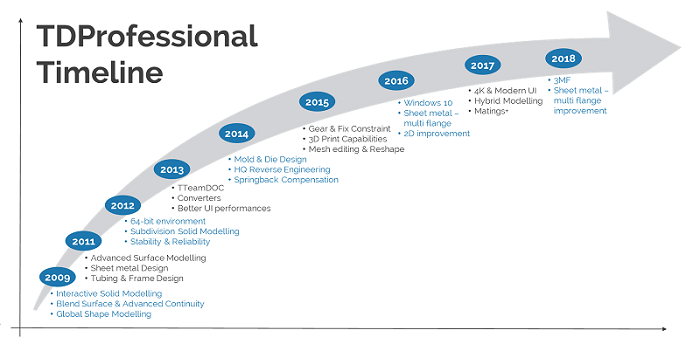 TDProfessional
Timeline
2009
• Interactive Solid Modelling
• Blend Surface & Advanced Continuity
• Global Shape Modelling
2011
• Advanced Surface Modelling
• Sheet metal Design
• Tubing & Frame Design
2012
• 64-bit environment
• Subdivision Solid Modelling
• Stability & Reliability
2013
• TTeamDOC
• Converters
• Better UI performances
2014
• Mold & Die Design
• HQ Reverse Engineering
• Springback Compensation
2015
• Gear & Fix Constraint
• 3D Print Capabilities
• Mesh editing & Reshape
2016
• Windows 10
• Sheet metal –
multi flange
• 2D improvement
2017
• 4K & Modern UI
• Hybrid Modelling
• Matings+
2018
• 3MF
• Sheet metal –
multi flange
improvement